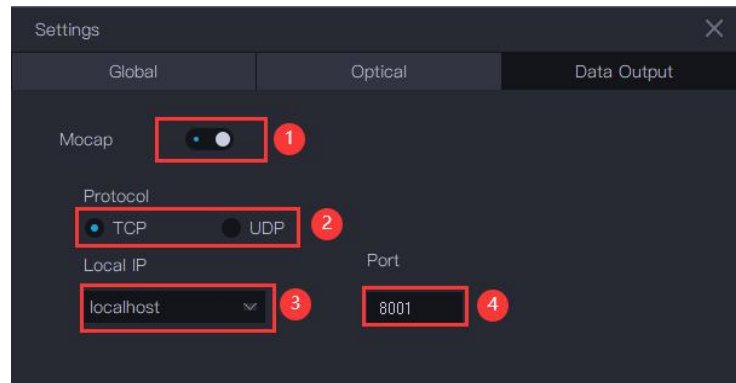 Settings
Global Optical Data Output
Mocap 1
Protocol
TCP UDP 2
Local IP Port
localhost 3 8001 4